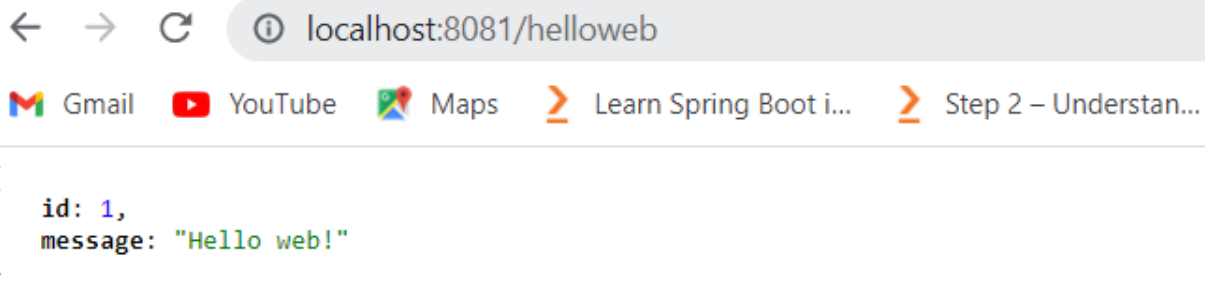 localhost:8081/helloweb
Gmail YouTube Maps Learn Spring Boot i... Step 2 – Understan...
id: 1,
message: "Hello web!"